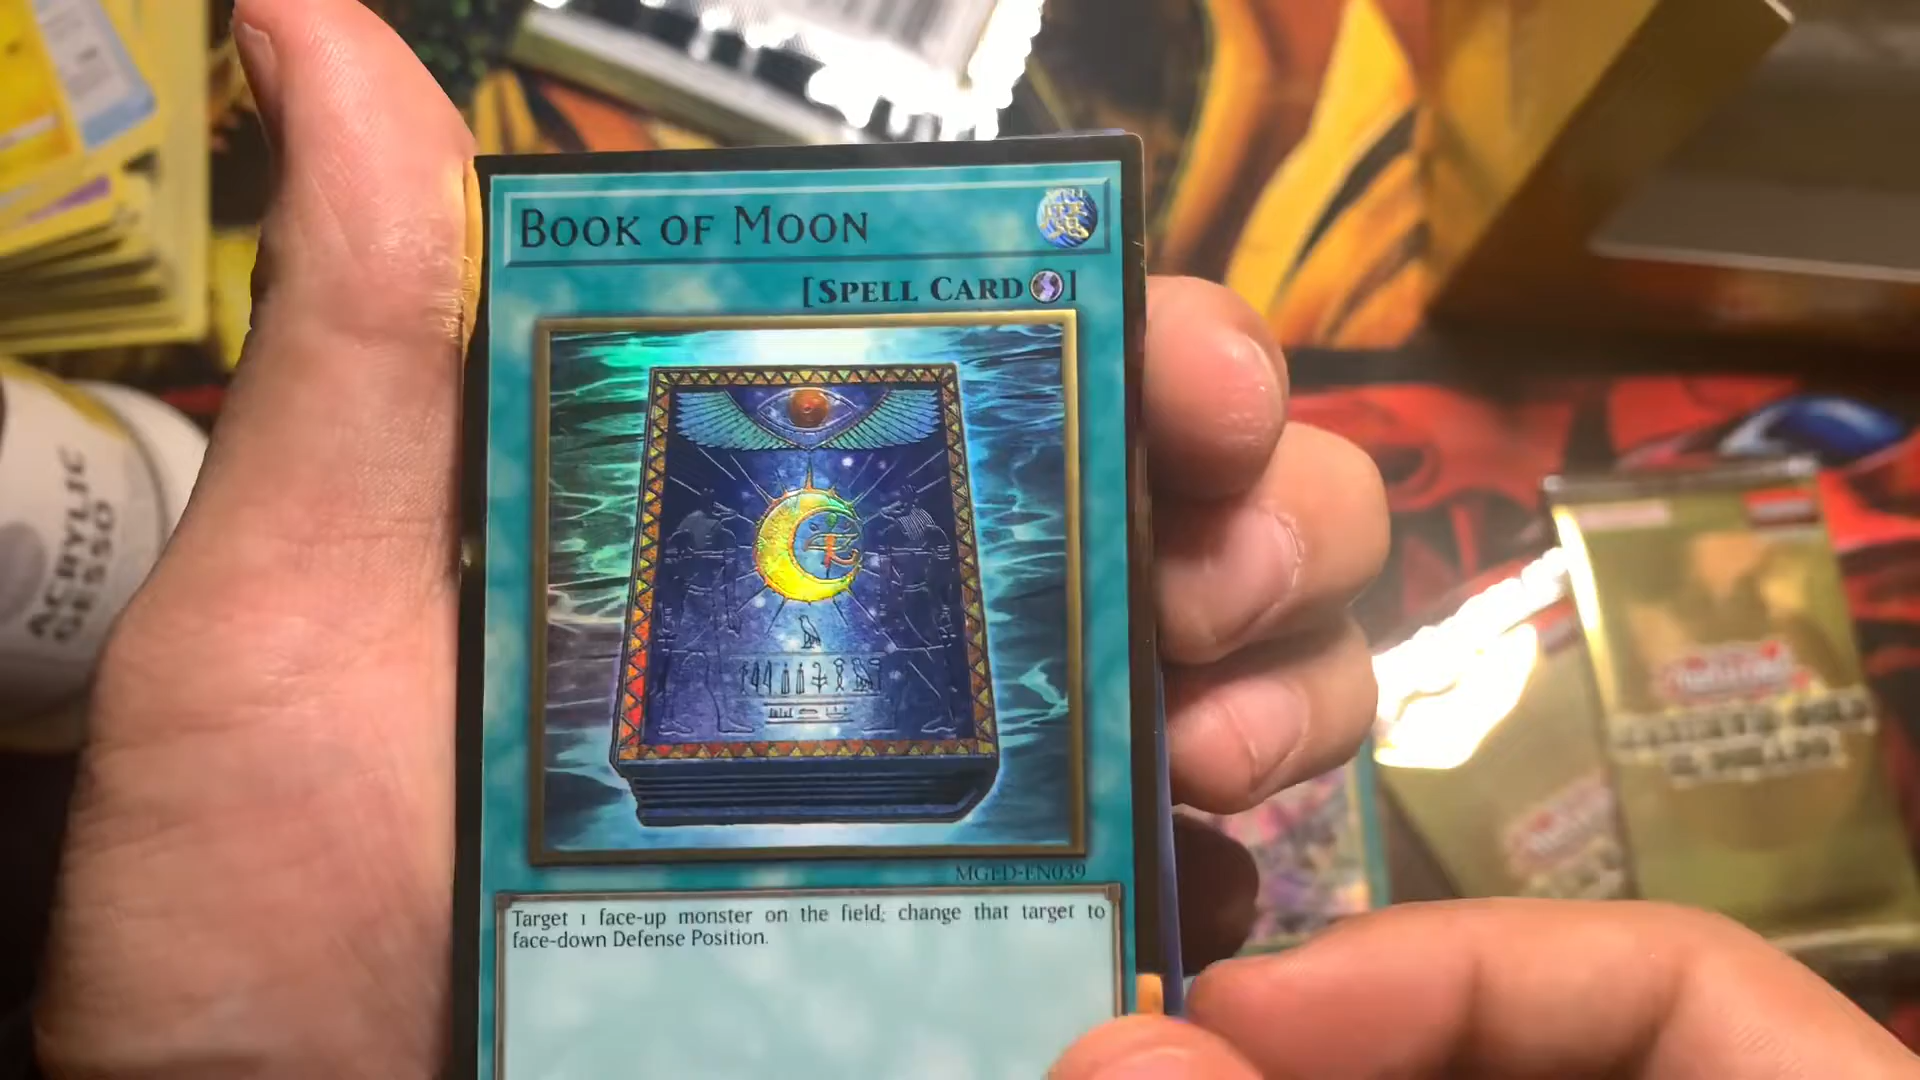 BOOK OF MOON
[SPELL CARD]
MGED-EN039
Target 1 face-up monster on the field; change that target to
face-down Defense Position.
ACRYLIC
GESSO